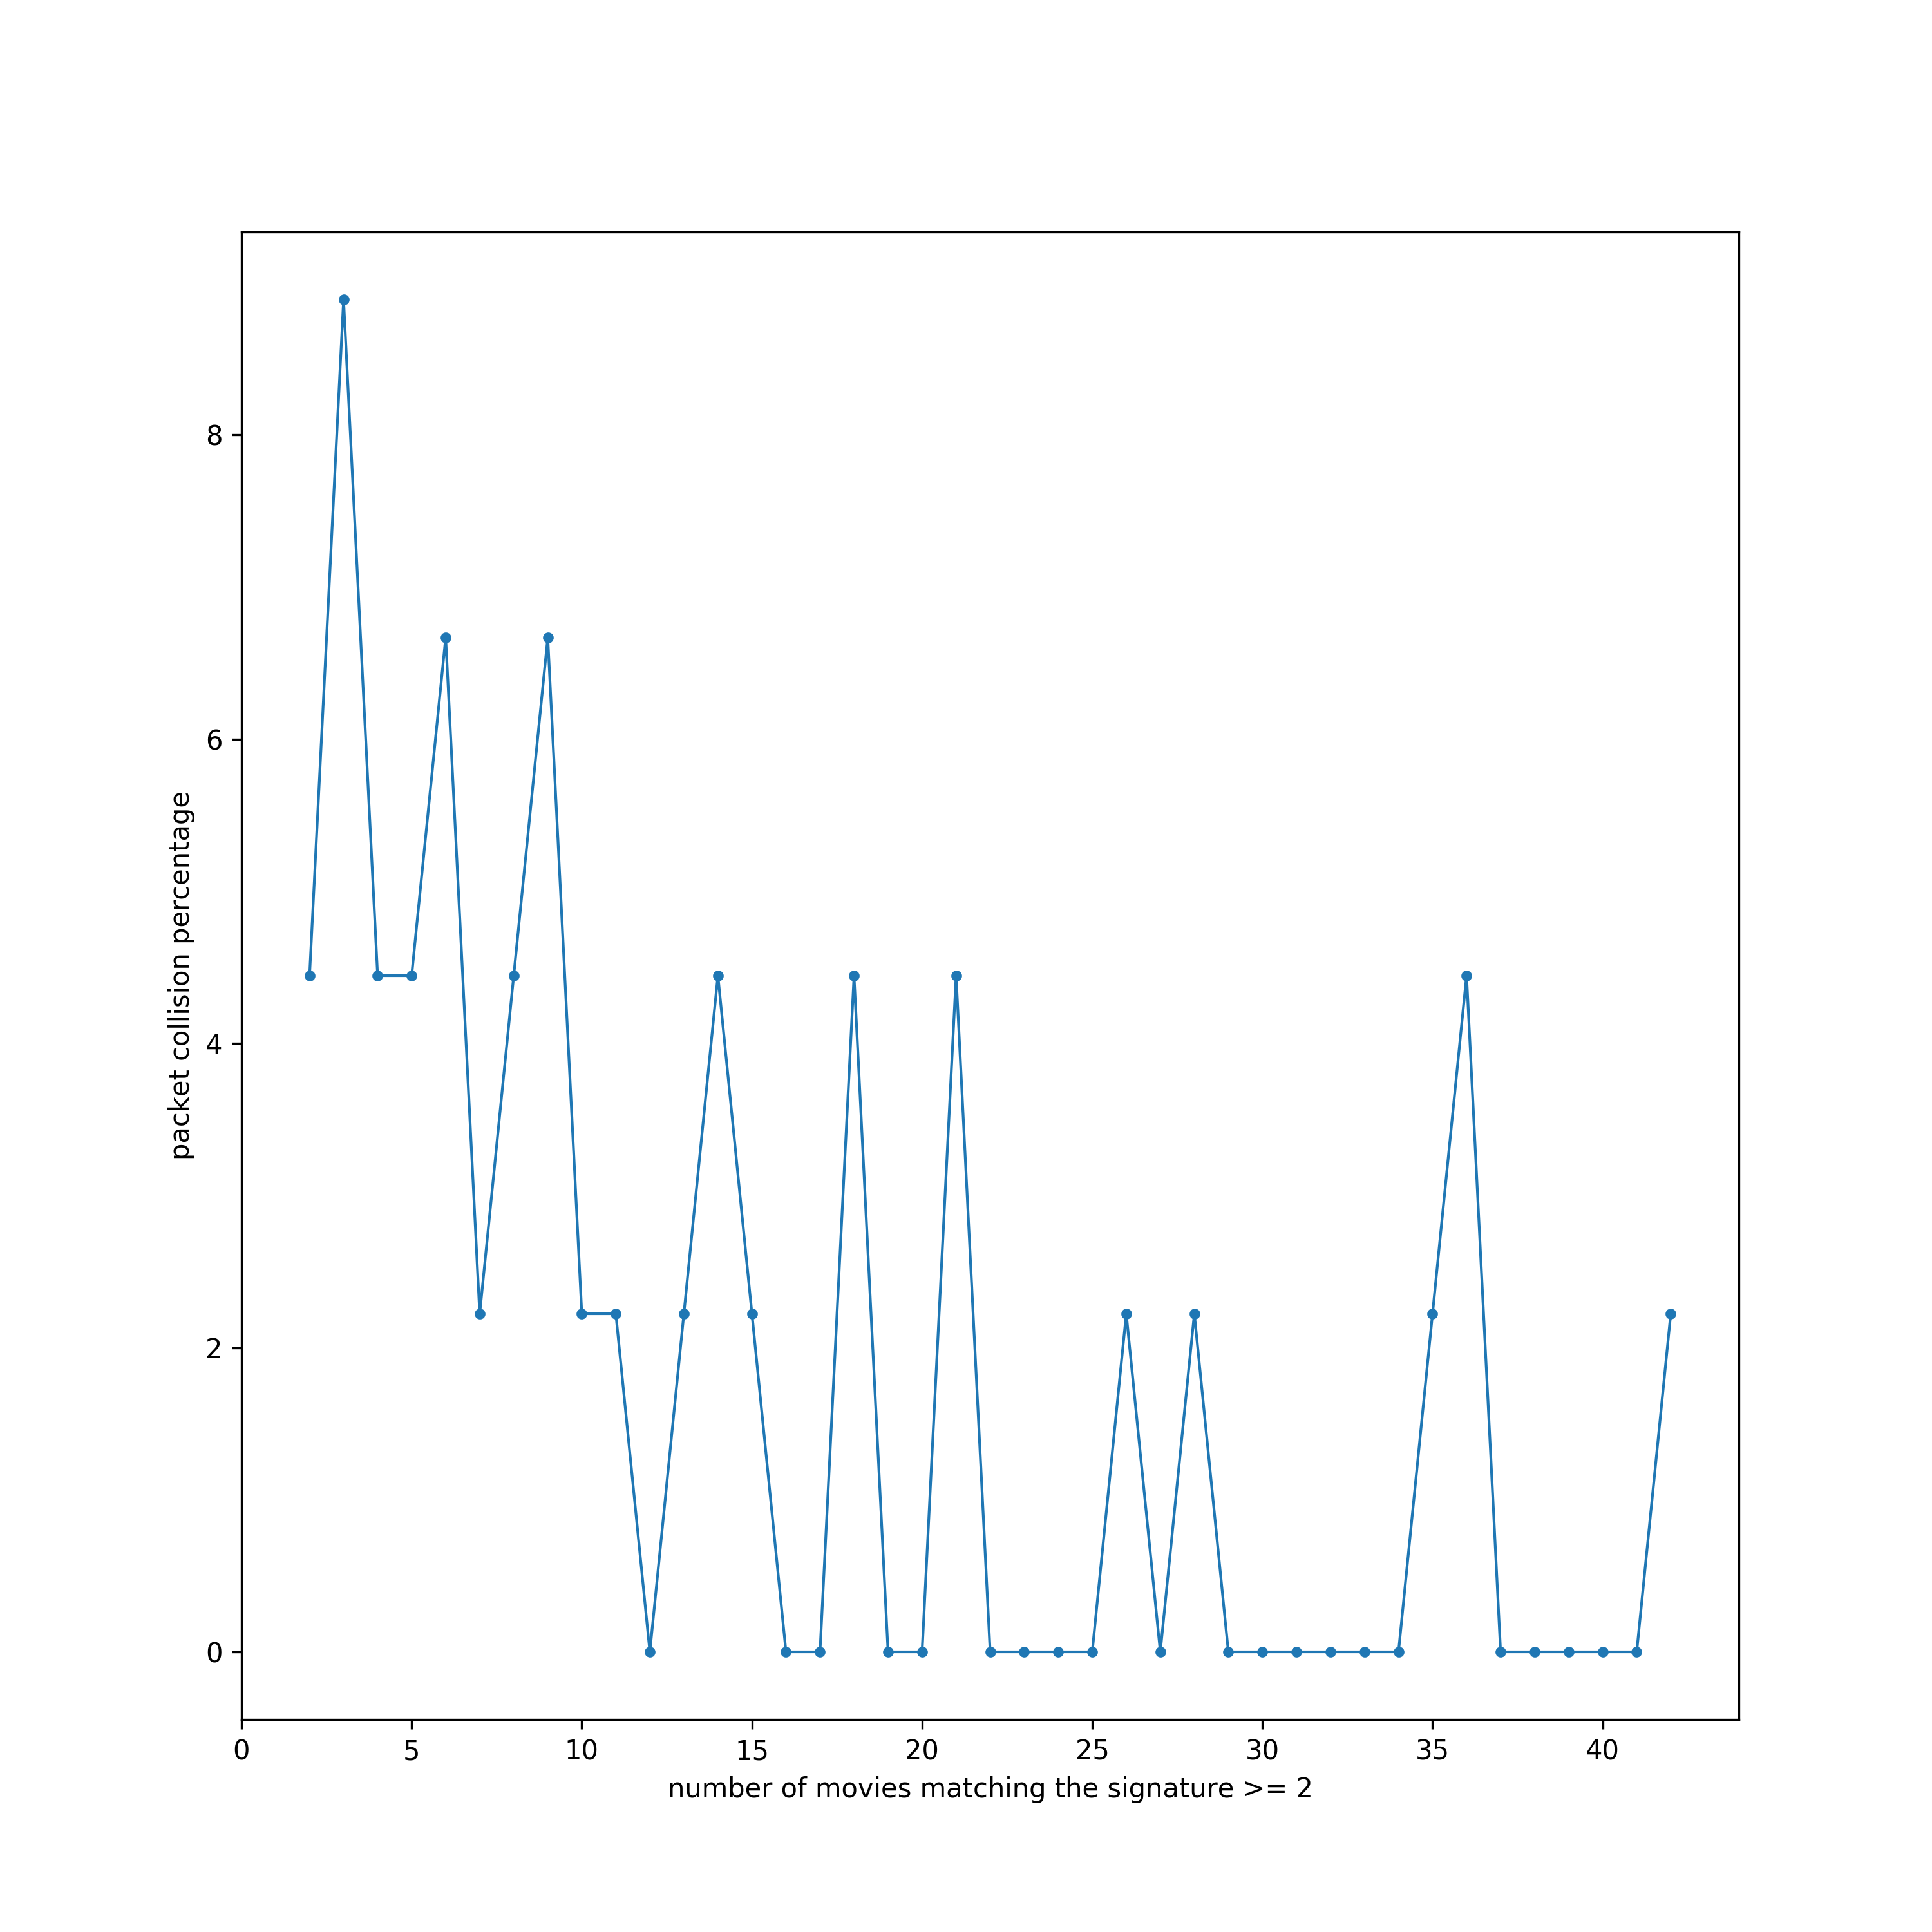 8
6
4
2
0
packet collision percentage
0 5 10 15 20 25 30 35 40
number of movies matching the signature >= 2